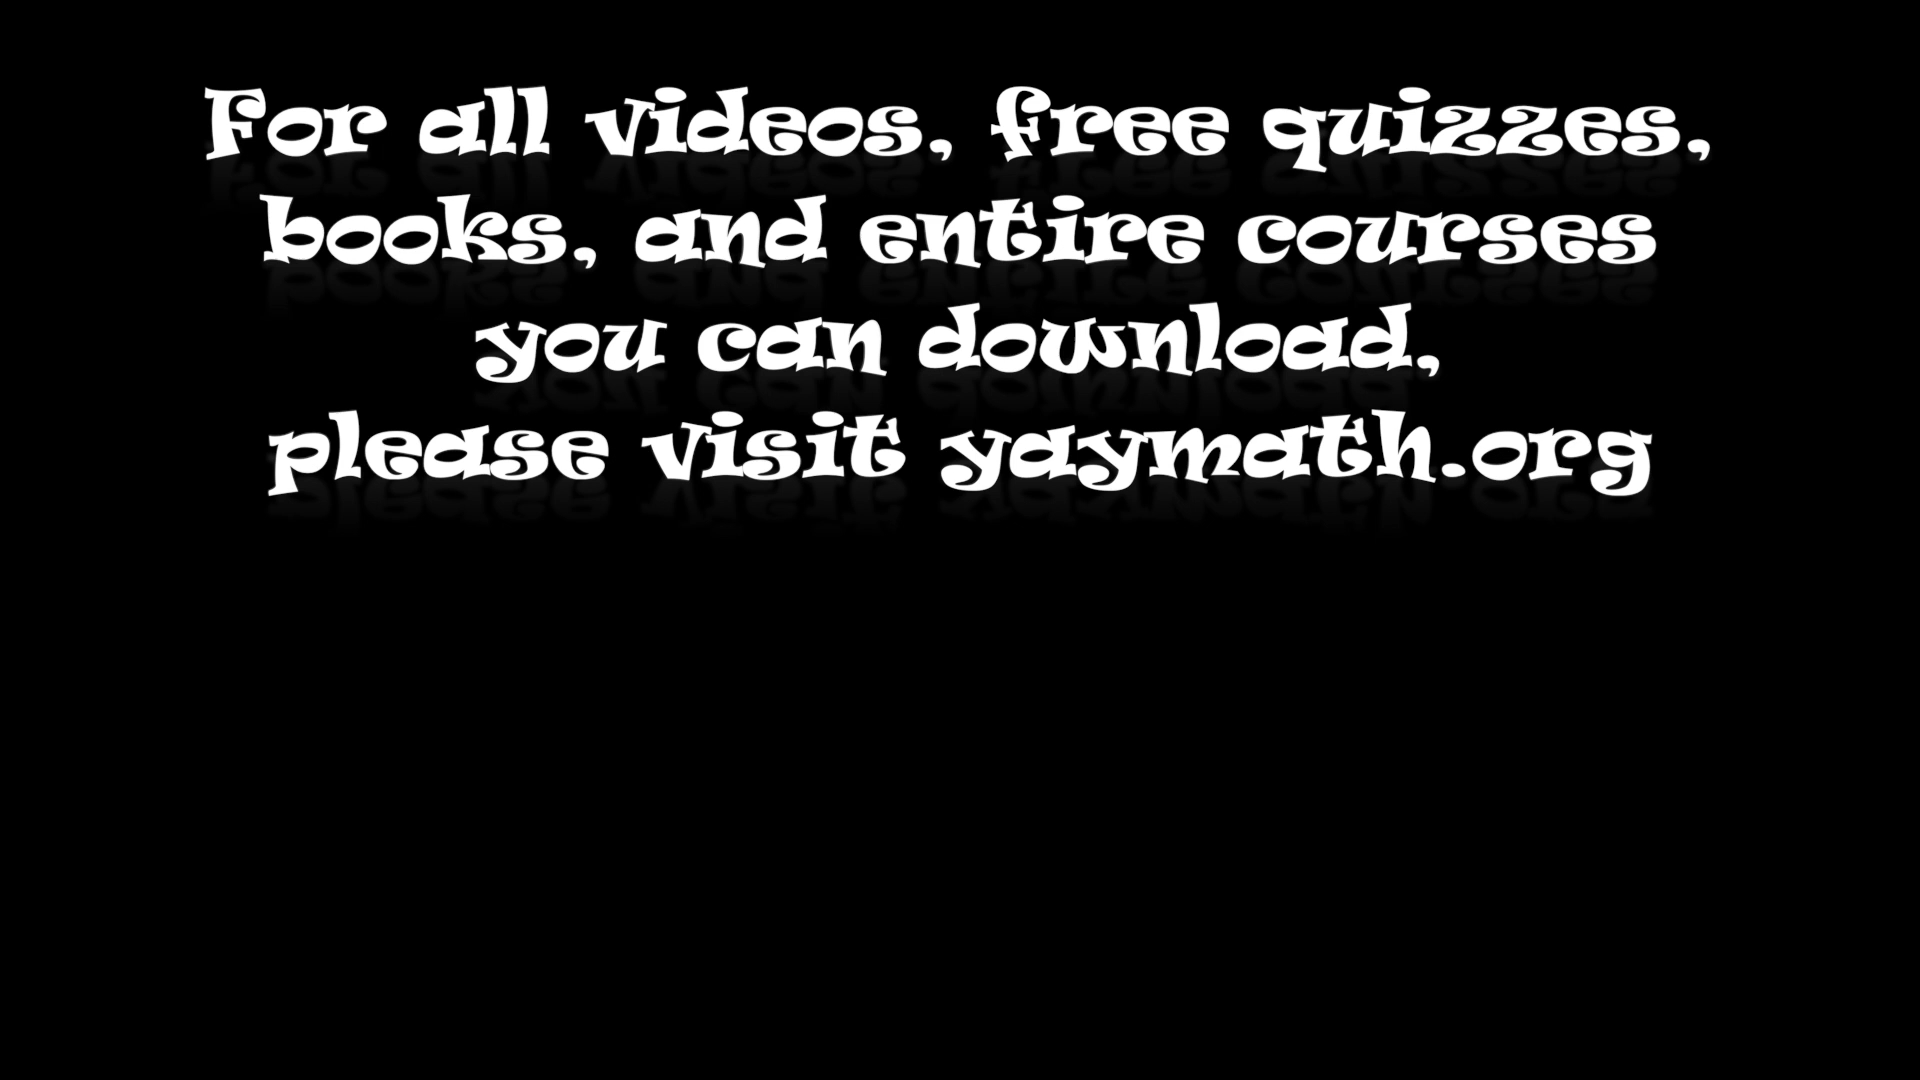 For all videos, free quizzes,
books, and entire courses
you can download,
please visit yaymath.org